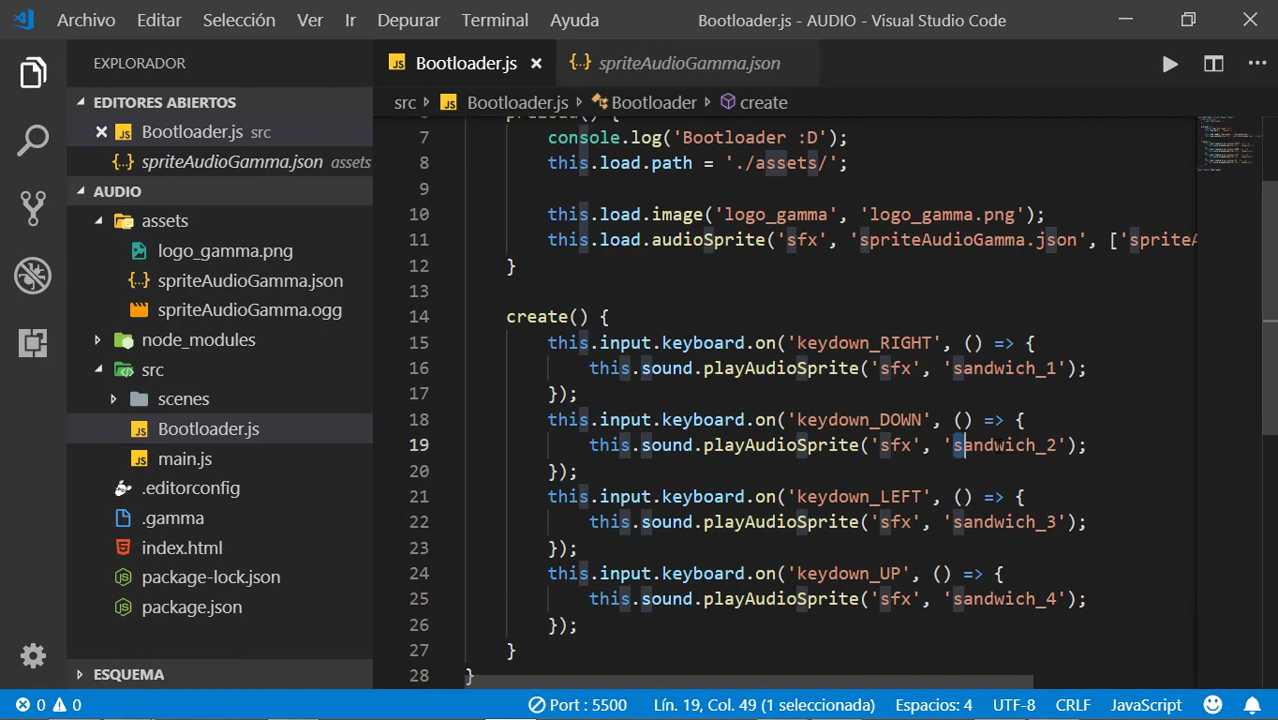 Archivo Editar Selección Ver Ir Depurar Terminal Ayuda Bootloader.js - AUDIO - Visual Studio Code
EXPLORADOR
EDITORES ABIERTOS
Bootloader.js src
spriteAudioGamma.json assets
AUDIO
assets
logo_gamma.png
spriteAudioGamma.json
spriteAudioGamma.ogg
node_modules
src
scenes
Bootloader.js
main.js
.editorconfig
.gamma
index.html
package-lock.json
package.json
ESQUEMA
Bootloader.js spriteAudioGamma.json
src Bootloader.js Bootloader create
preload() {
7 console.log('Bootloader :D');
8 this.load.path = './assets/';
9
10 this.load.image('logo_gamma', 'logo_gamma.png');
11 this.load.audioSprite('sfx', 'spriteAudioGamma.json', ['spriteA
12 }
13
14 create() {
15 this.input.keyboard.on('keydown_RIGHT', () => {
16 this.sound.playAudioSprite('sfx', 'sandwich_1');
17 });
18 this.input.keyboard.on('keydown_DOWN', () => {
19 this.sound.playAudioSprite('sfx', 'sandwich_2');
20 });
21 this.input.keyboard.on('keydown_LEFT', () => {
22 this.sound.playAudioSprite('sfx', 'sandwich_3');
23 });
24 this.input.keyboard.on('keydown_UP', () => {
25 this.sound.playAudioSprite('sfx', 'sandwich_4');
26 });
27 }
28 }
0 0 Port : 5500 Lín. 19, Col. 49 (1 seleccionada) Espacios: 4 UTF-8 CRLF JavaScript